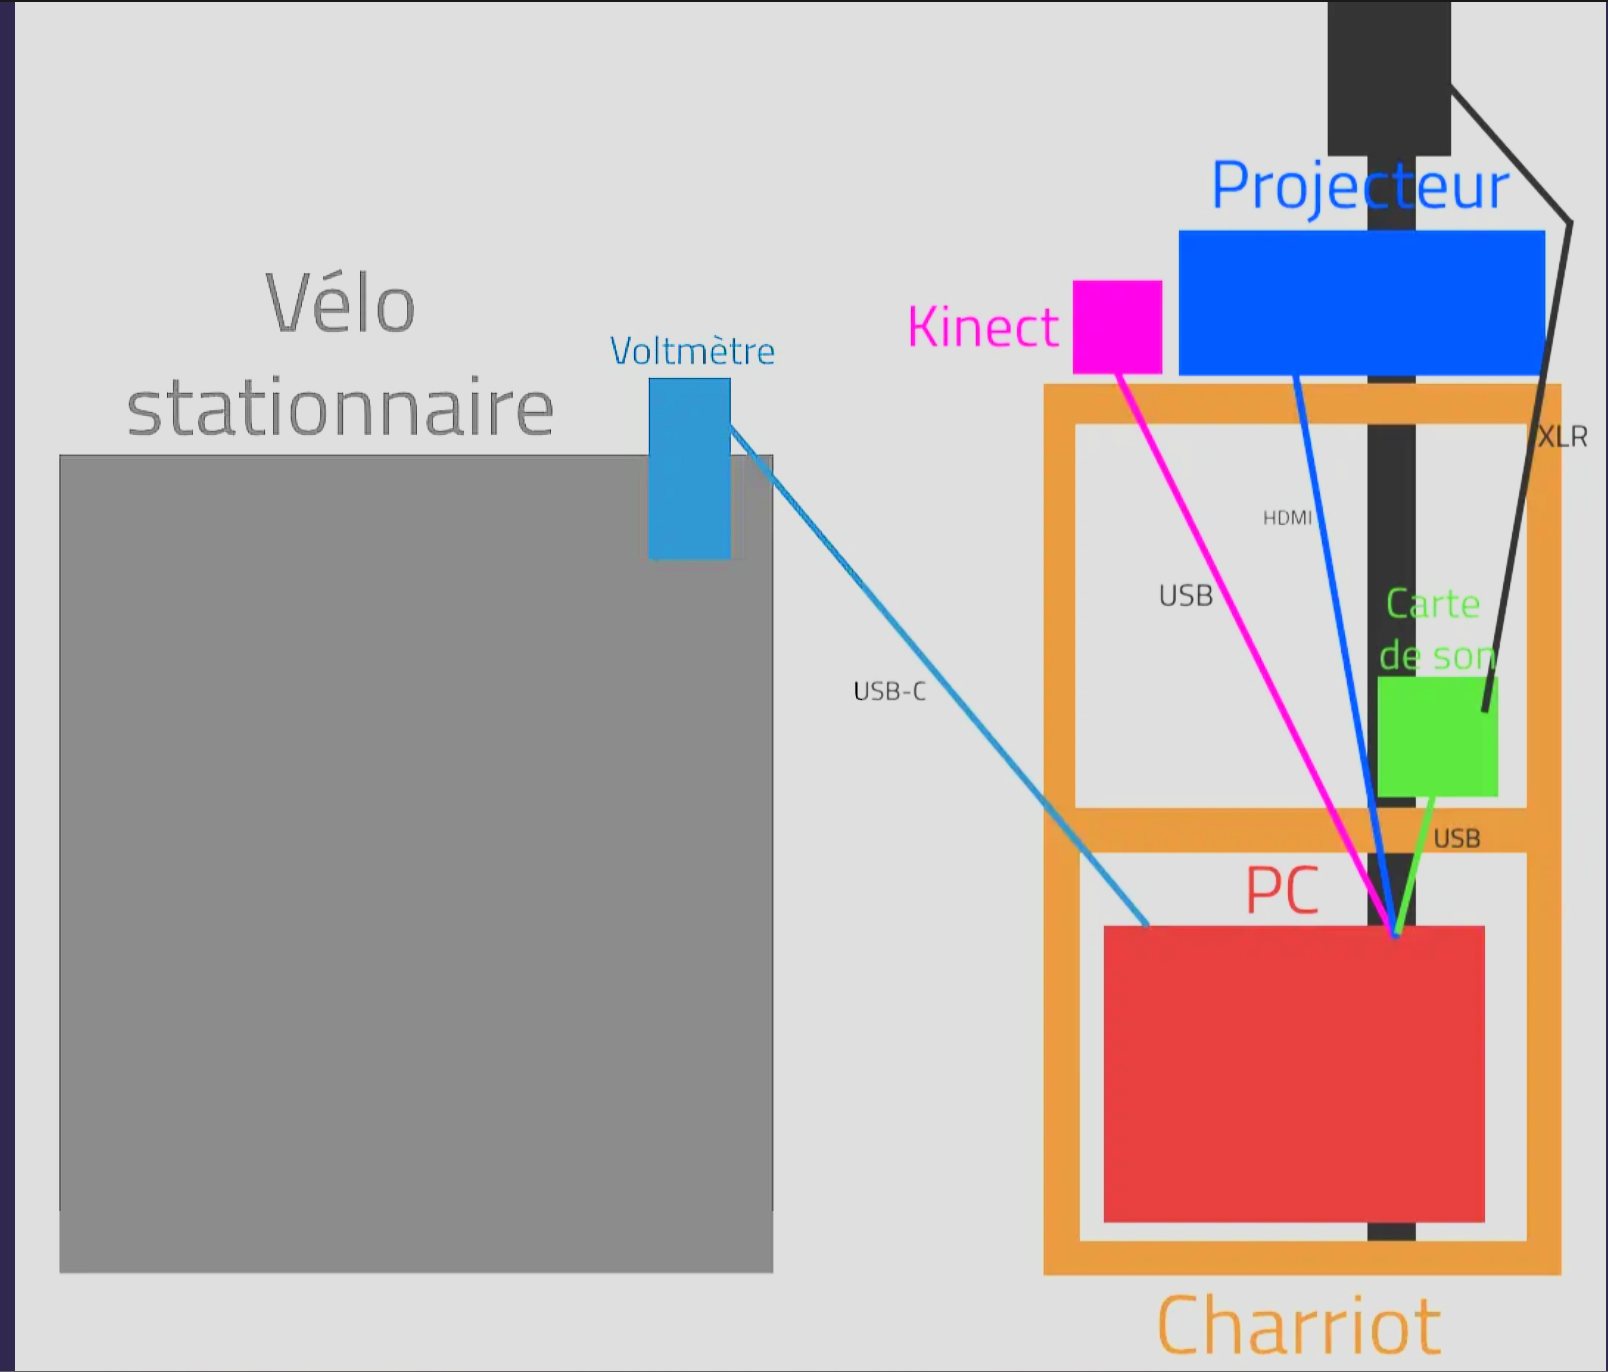 Projecteur
Vélo
stationnaire
Voltmètre
Kinect
XLR
HDMI
USB
Carte
de son
USB-C
USB
PC
Charriot